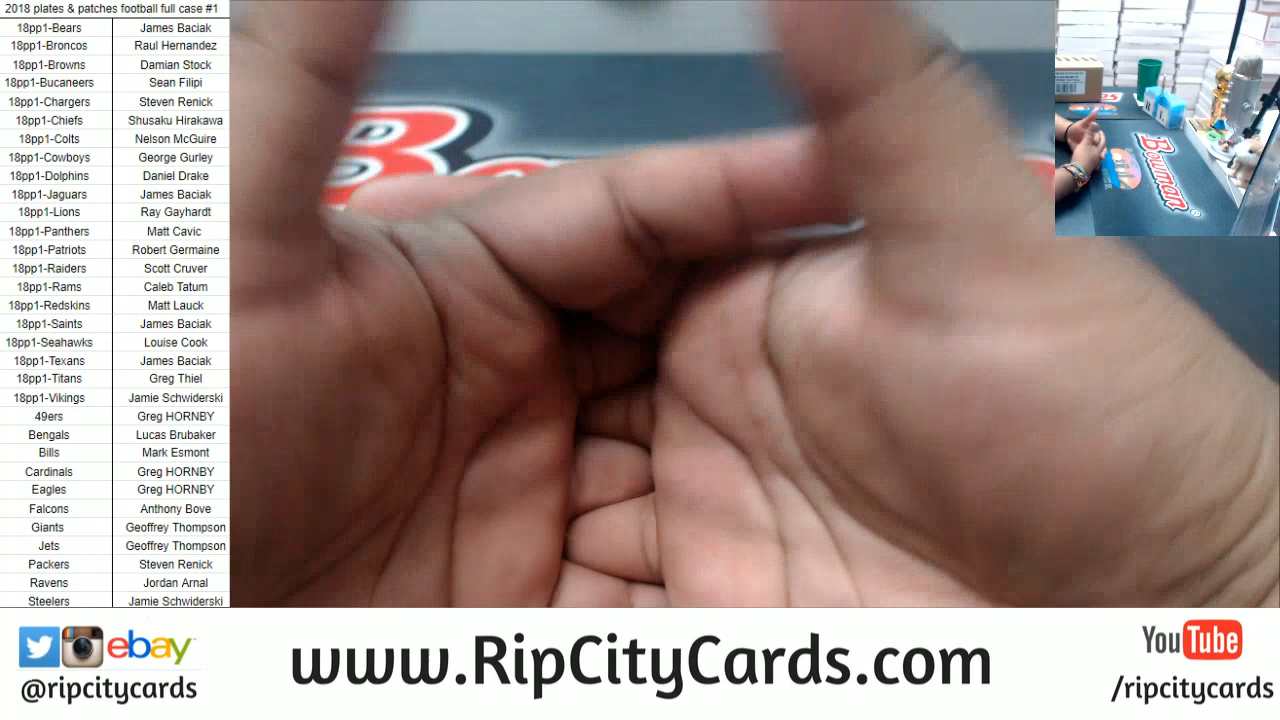 2018 plates & patches football full case #1
18pp1-Bears James Baciak
18pp1-Broncos Raul Hernandez
18pp1-Browns Damian Stock
18pp1-Bucaneers Sean Filipi
18pp1-Chargers Steven Renick
18pp1-Chiefs Shusaku Hirakawa
18pp1-Colts Nelson McGuire
18pp1-Cowboys George Gurley
18pp1-Dolphins Daniel Drake
18pp1-Jaguars James Baciak
18pp1-Lions Ray Gayhardt
18pp1-Panthers Matt Cavic
18pp1-Patriots Robert Germaine
18pp1-Raiders Scott Cruver
18pp1-Rams Caleb Tatum
18pp1-Redskins Matt Lauck
18pp1-Saints James Baciak
18pp1-Seahawks Louise Cook
18pp1-Texans James Baciak
18pp1-Titans Greg Thiel
18pp1-Vikings Jamie Schwiderski
49ers Greg HORNBY
Bengals Lucas Brubaker
Bills Mark Esmont
Cardinals Greg HORNBY
Eagles Greg HORNBY
Falcons Anthony Bove
Giants Geoffrey Thompson
Jets Geoffrey Thompson
Packers Steven Renick
Ravens Jordan Arnal
Steelers Jamie Schwiderski
Bowman
ebay
@ripcitycards
www.RipCityCards.com
YouTube
/ripcitycards